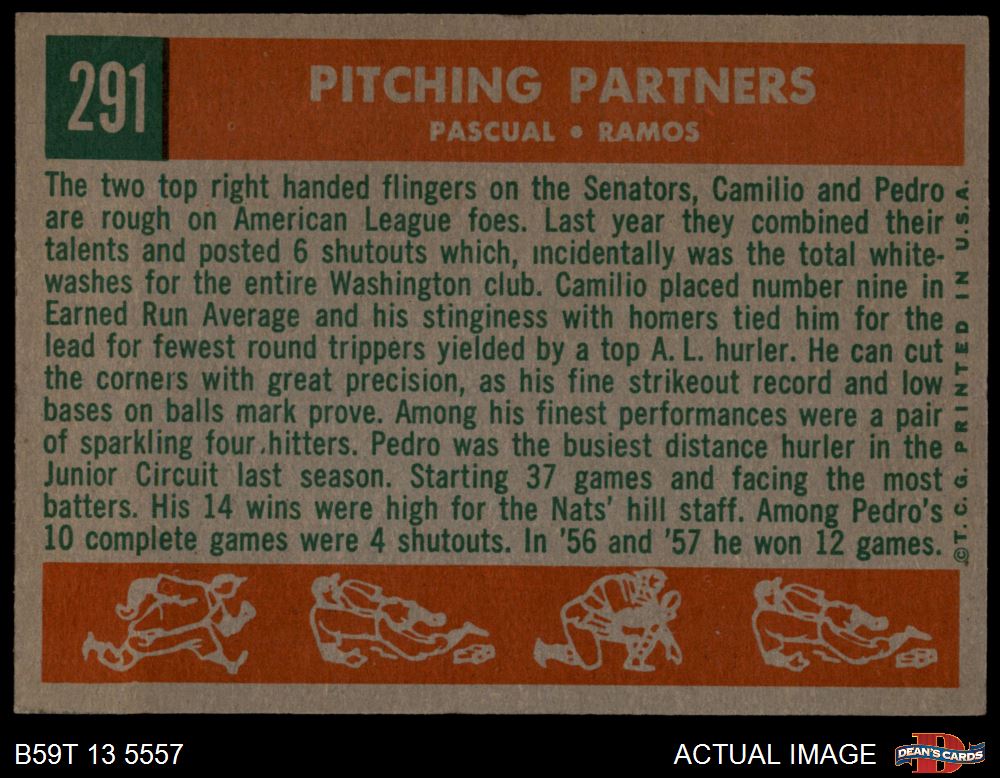 291
PITCHING PARTNERS
PASCUAL • RAMOS
The two top right handed flingers on the Senators, Camilio and Pedro
are rough on American League foes. Last year they combined their
talents and posted 6 shutouts which, incidentally was the total white-
washes for the entire Washington club. Camilio placed number nine in
Earned Run Average and his stinginess with homers tied him for the
lead for fewest round trippers yielded by a top A. L. hurler. He can cut
the corners with great precision, as his fine strikeout record and low
bases on balls mark prove. Among his finest performances were a pair
of sparkling four hitters. Pedro was the busiest distance hurler in the
Junior Circuit last season. Starting 37 games and facing the most
batters. His 14 wins were high for the Nats' hill staff. Among Pedro's
10 complete games were 4 shutouts. In '56 and '57 he won 12 games.
©T. C. G. PRINTED IN U.S.A.
B59T 13 5557
ACTUAL IMAGE
D
DEAN'S CARDS